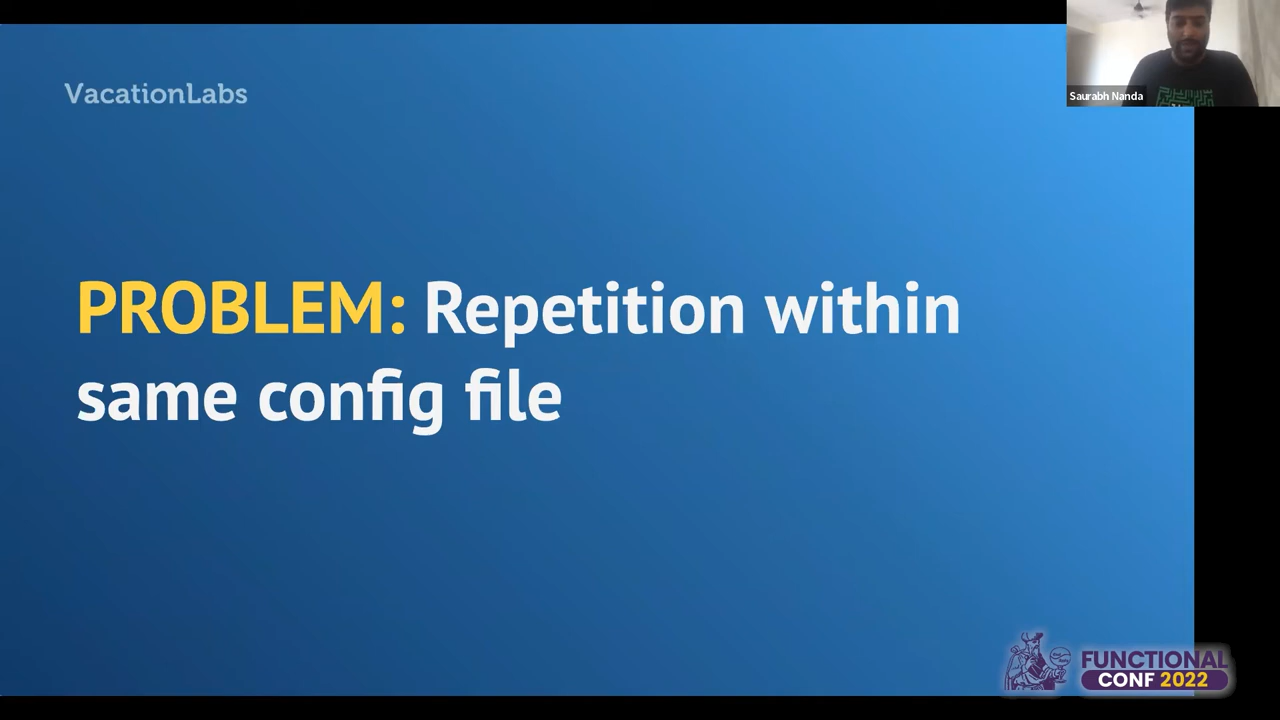 VacationLabs
Saurabh Nanda
PROBLEM: Repetition within
same config file
FUNCTIONAL
CONF 2022